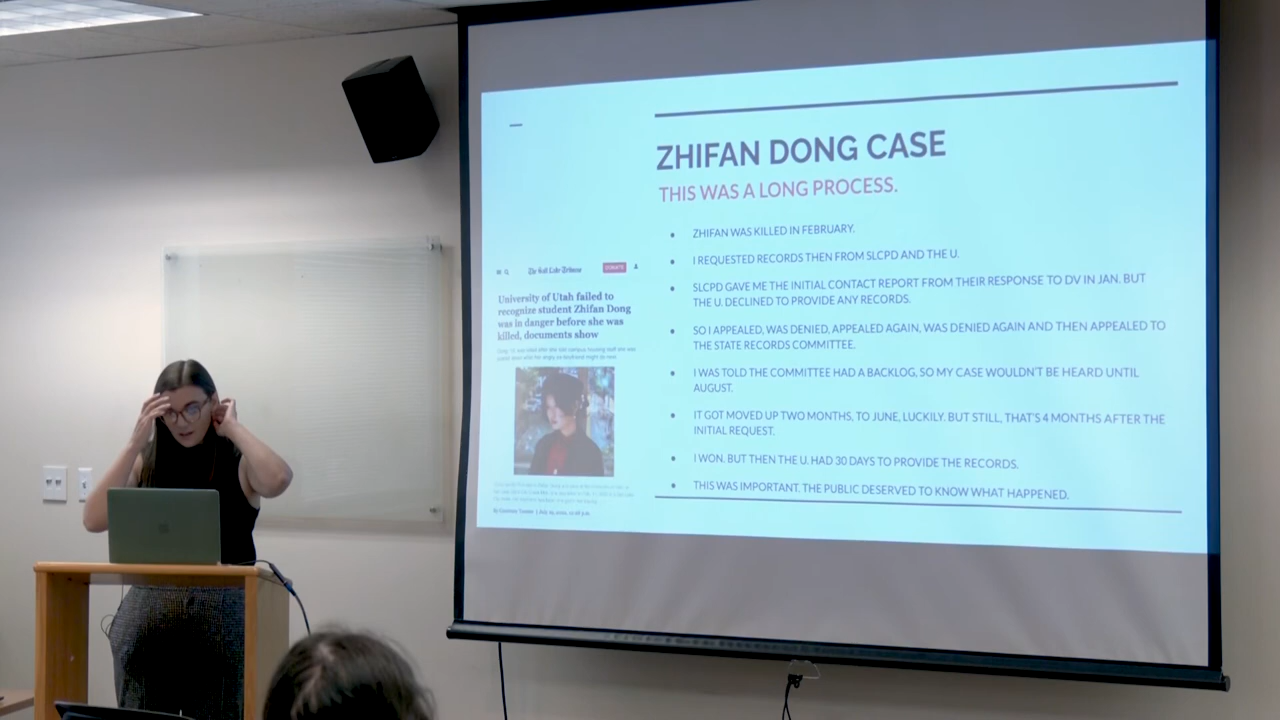 ZHIFAN DONG CASE
THIS WAS A LONG PROCESS.
ZHIFAN WAS KILLED IN FEBRUARY.
I REQUESTED RECORDS THEN FROM SLCPD AND THE U.
SLCPD GAVE ME THE INITIAL CONTACT REPORT FROM THEIR RESPONSE TO DV IN JAN. BUT
THE U. DECLINED TO PROVIDE ANY RECORDS.
SO I APPEALED, WAS DENIED, APPEALED AGAIN, WAS DENIED AGAIN AND THEN APPEALED TO
THE STATE RECORDS COMMITTEE.
I WAS TOLD THE COMMITTEE HAD A BACKLOG, SO MY CASE WOULDN'T BE HEARD UNTIL
AUGUST.
IT GOT MOVED UP TWO MONTHS, TO JUNE, LUCKILY. BUT STILL, THAT'S 4 MONTHS AFTER THE
INITIAL REQUEST.
I WON. BUT THEN THE U. HAD 30 DAYS TO PROVIDE THE RECORDS.
THIS WAS IMPORTANT. THE PUBLIC DESERVED TO KNOW WHAT HAPPENED.
The Salt Lake Tribune
DONATE
University of Utah failed to
recognize student Zhifan Dong
was in danger before she was
killed, documents show